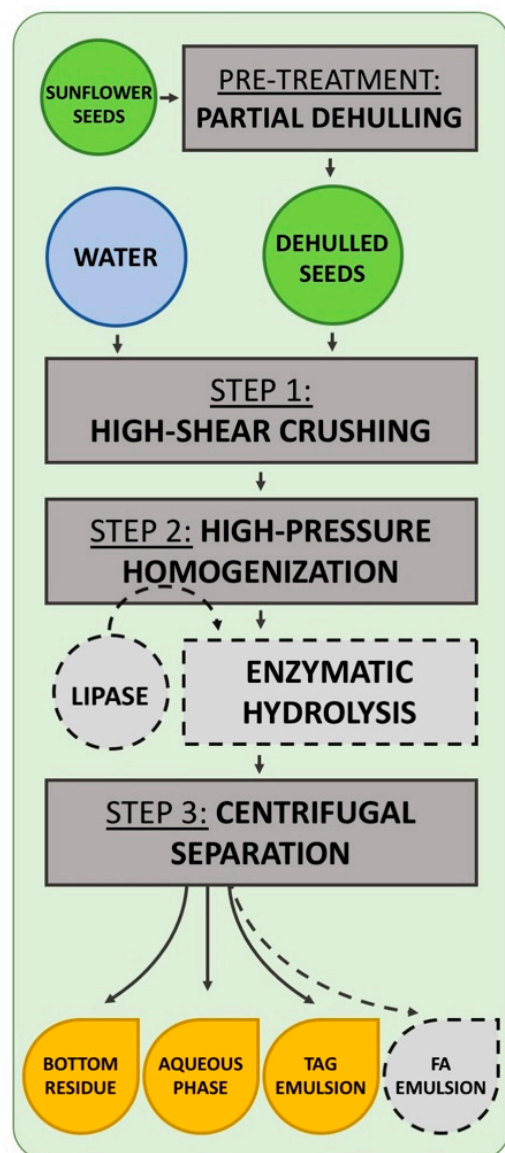 SUNFLOWER
SEEDS
PRE-TREATMENT:
PARTIAL DEHULLING
WATER
DEHULLED
SEEDS
STEP 1:
HIGH-SHEAR CRUSHING
STEP 2: HIGH-PRESSURE
HOMOGENIZATION
LIPASE
ENZYMATIC
HYDROLYSIS
STEP 3: CENTRIFUGAL
SEPARATION
BOTTOM
RESIDUE
AQUEOUS
PHASE
TAG
EMULSION
FA
EMULSION